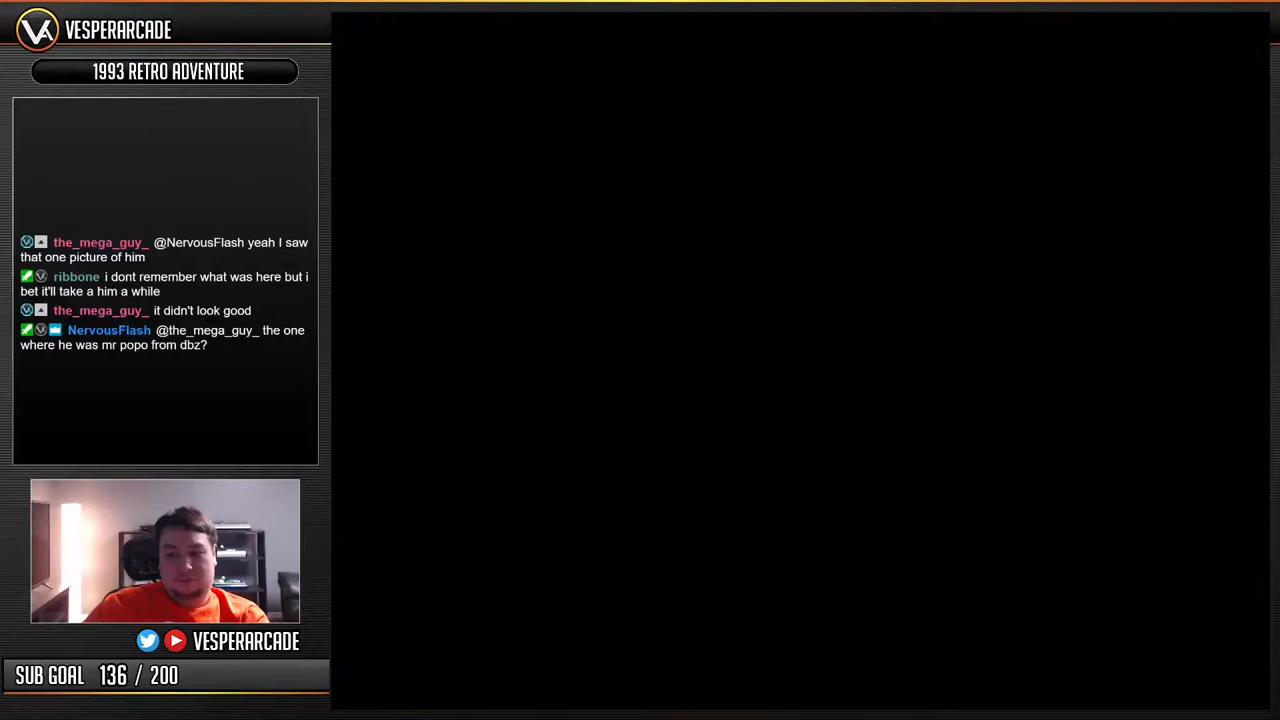 VA VESPERARCADE
1993 RETRO ADVENTURE
the_mega_guy_ @NervousFlash yeah I saw
that one picture of him
ribbone i dont remember what was here but i
bet it'll take a him a while
the_mega_guy_ it didn't look good
NervousFlash @the_mega_guy_ the one
where he was mr popo from dbz?
VESPERARCADE
SUB GOAL 136 / 200